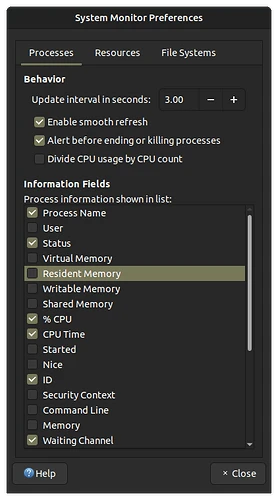 System Monitor Preferences
Processes Resources File Systems
Behavior
Update interval in seconds: 3.00 − +
Enable smooth refresh
Alert before ending or killing processes
Divide CPU usage by CPU count
Information Fields
Process information shown in list:
Process Name
User
Status
Virtual Memory
Resident Memory
Writable Memory
Shared Memory
% CPU
CPU Time
Started
Nice
ID
Security Context
Command Line
Memory
Waiting Channel
Help × Close